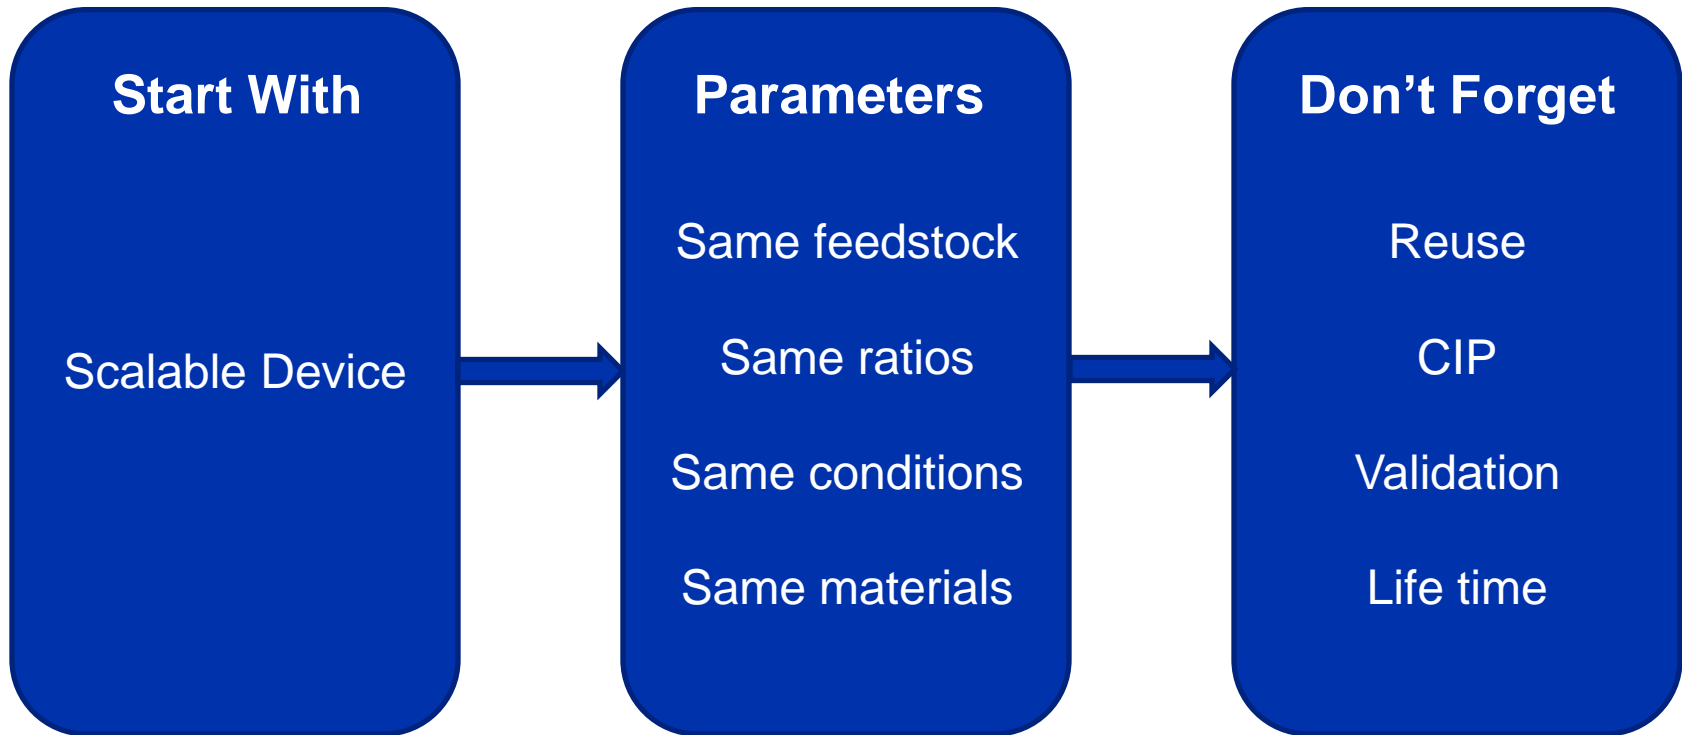 Start With
Scalable Device
Parameters
Same feedstock
Same ratios
Same conditions
Same materials
Don’t Forget
Reuse
CIP
Validation
Life time